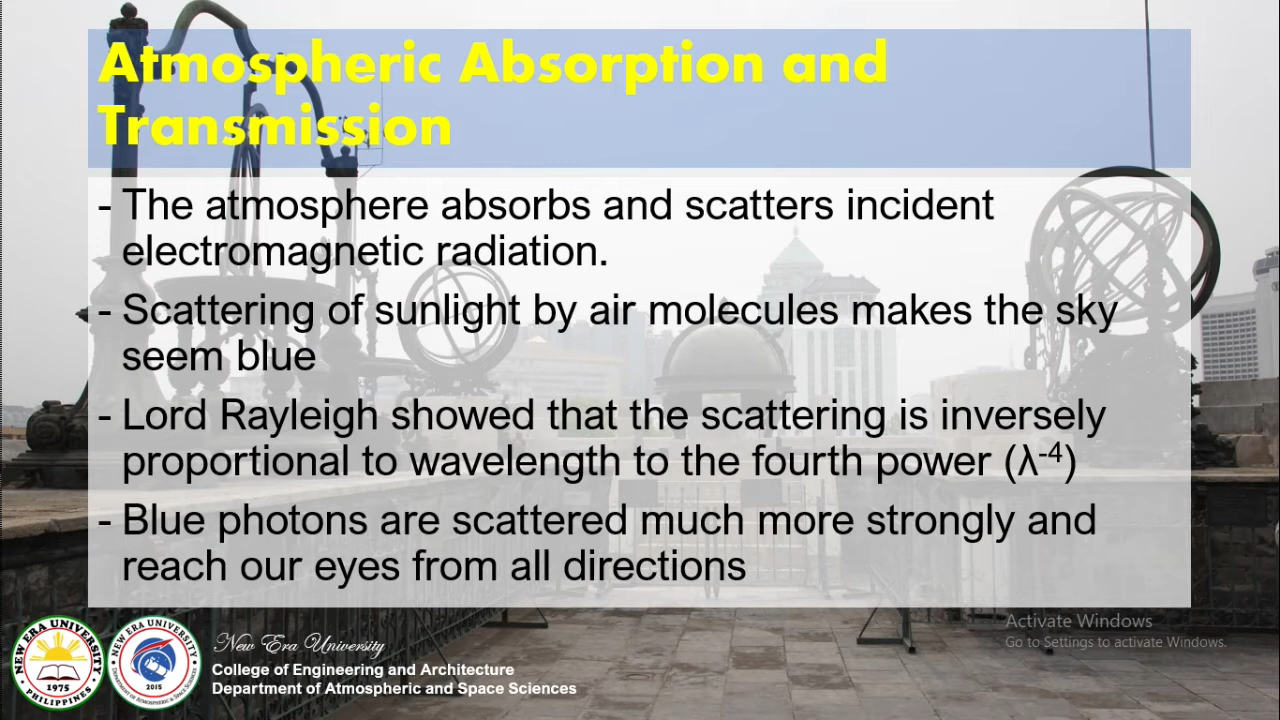 Atmospheric Absorption and
Transmission
- The atmosphere absorbs and scatters incident
electromagnetic radiation.
- Scattering of sunlight by air molecules makes the sky
seem blue
- Lord Rayleigh showed that the scattering is inversely
proportional to wavelength to the fourth power (λ⁻⁴)
- Blue photons are scattered much more strongly and
reach our eyes from all directions
Activate Windows
Go to Settings to activate Windows.
NEW ERA UNIVERSITY
1975
PHILIPPINES
NEW ERA UNIVERSITY
2015
New Era University
College of Engineering and Architecture
Department of Atmospheric and Space Sciences